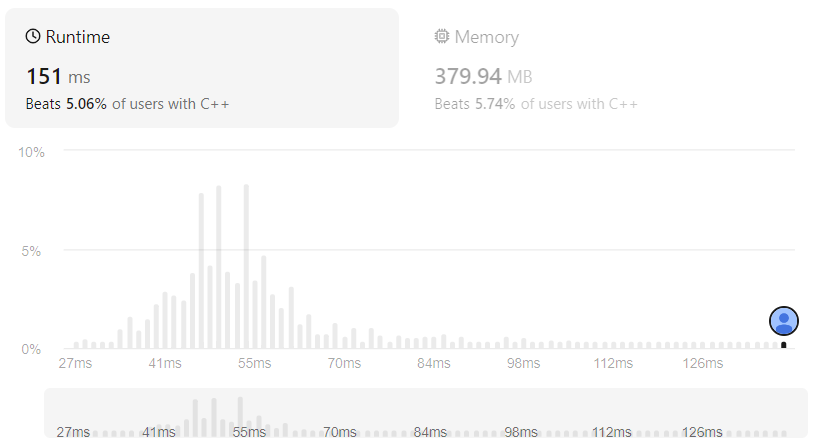 Runtime
Memory
151 ms
379.94 MB
Beats 5.06% of users with C++
Beats 5.74% of users with C++
10%
5%
0%
27ms 41ms 55ms 70ms 84ms 98ms 112ms 126ms
27ms 41ms 55ms 70ms 84ms 98ms 112ms 126ms